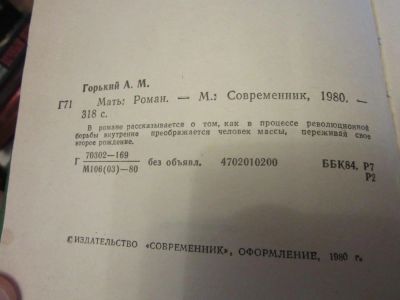 Горький А. М.
Г71 Мать: Роман. — М.: Современник, 1980. —
318 с.
В романе рассказывается о том, как в процессе революционной
борьбы внутренне преображается человек массы, переживая свое
второе рождение.
Г 70302—169 без объявл. 4702010200 ББК84. Р7
М106(03)—80 Р2
© ИЗДАТЕЛЬСТВО «СОВРЕМЕННИК», ОФОРМЛЕНИЕ, 1980 г.